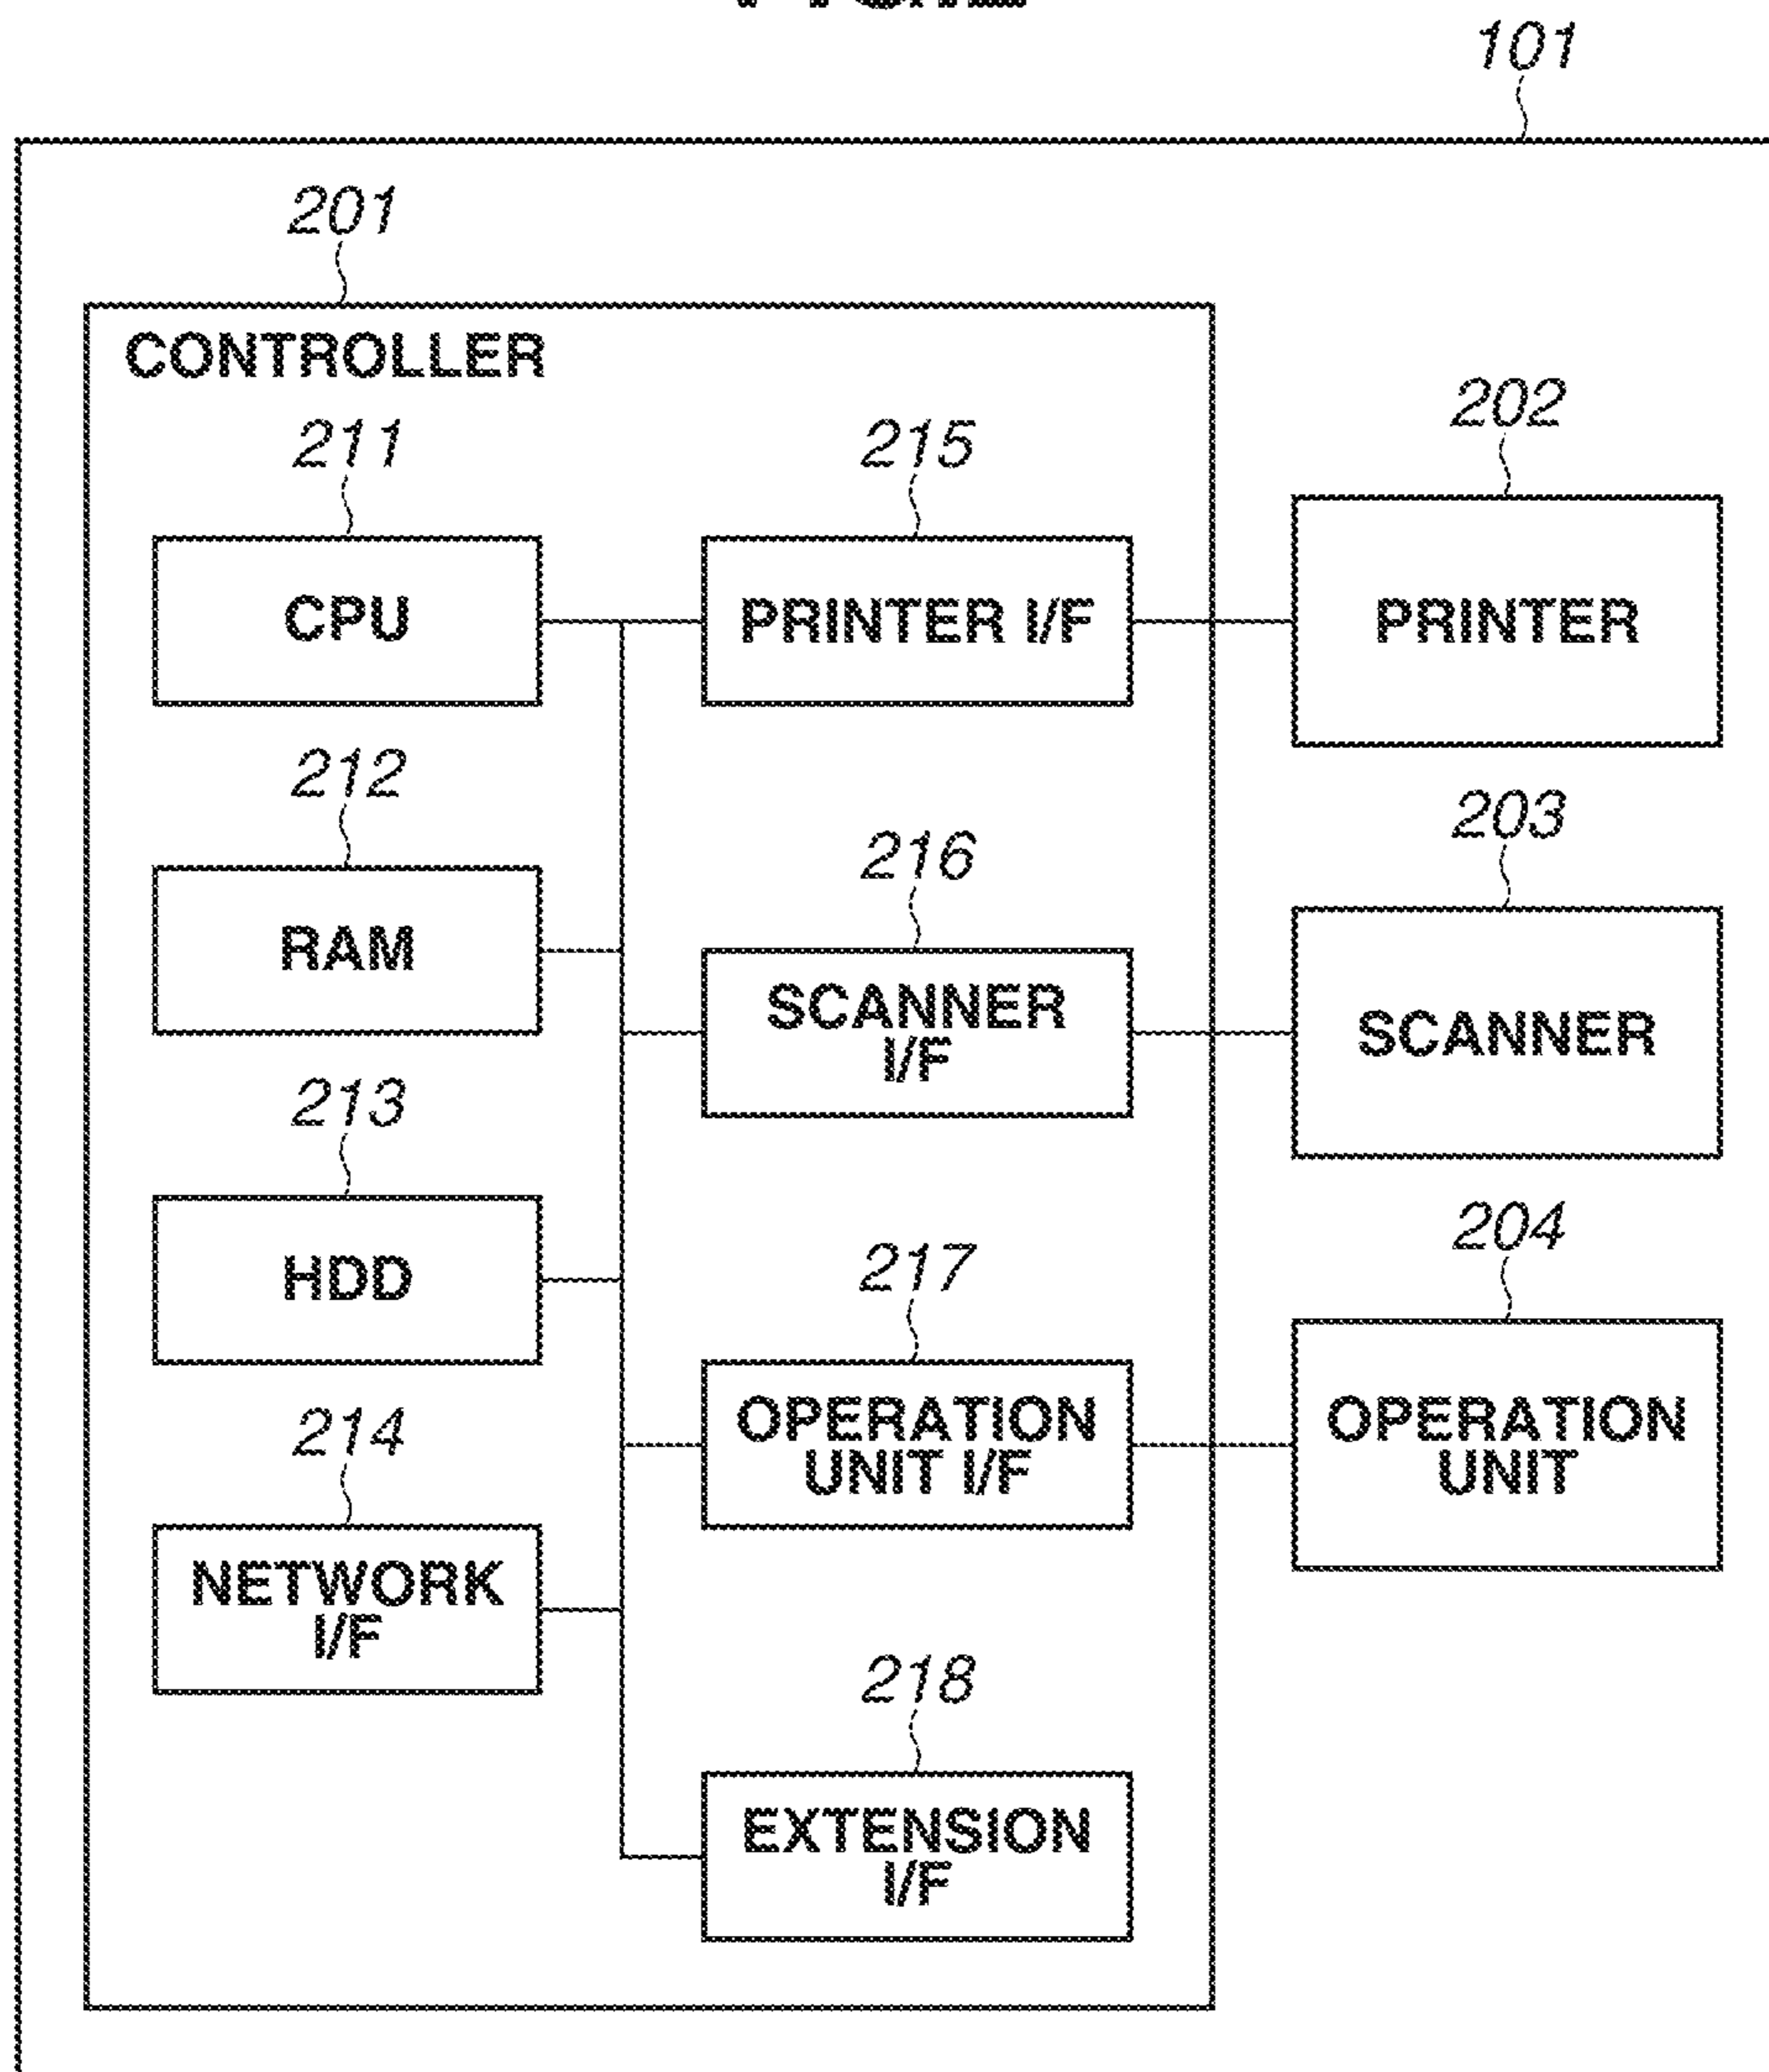 101
201
CONTROLLER
211
215
202
CPU
PRINTER I/F
PRINTER
212
216
203
RAM
SCANNER
I/F
SCANNER
213
217
204
HDD
OPERATION
UNIT I/F
OPERATION
UNIT
214
NETWORK
I/F
218
EXTENSION
I/F